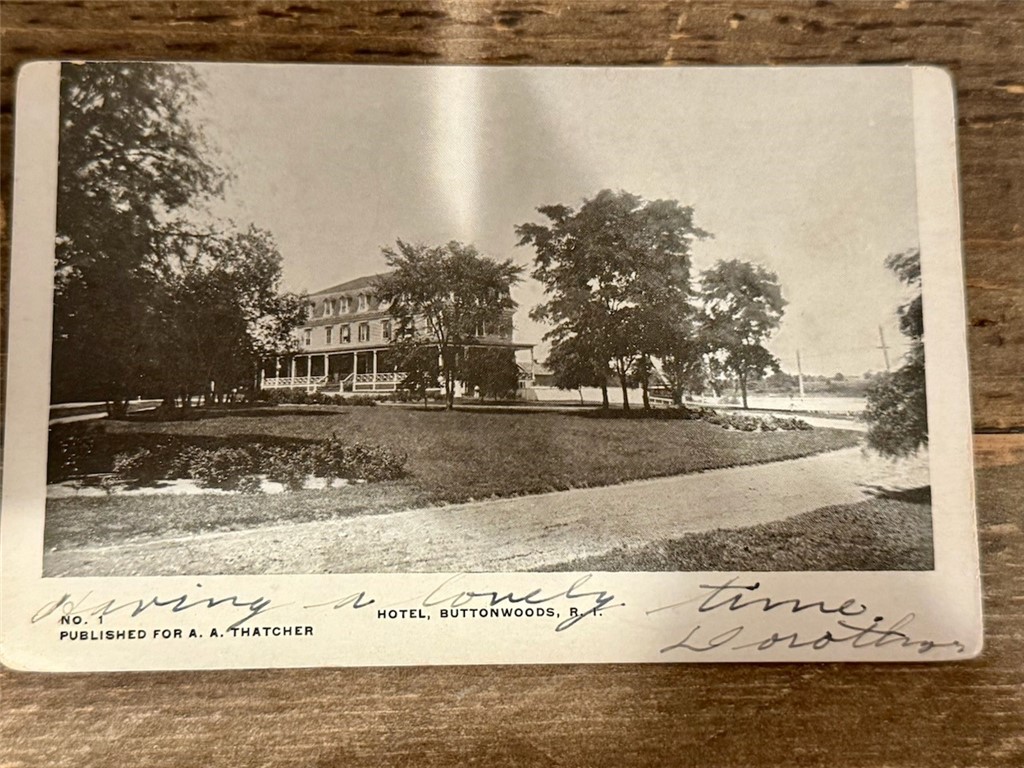 Having a lovely time
NO. 1 HOTEL, BUTTONWOODS, R. I.
PUBLISHED FOR A. A. THATCHER
Dorothy